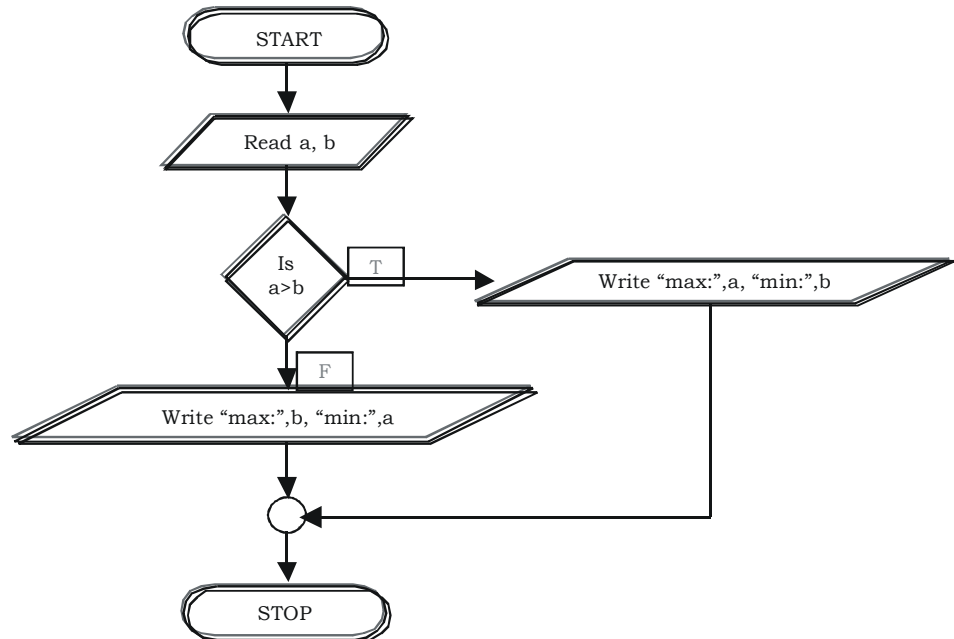 START
Read a, b
Is
a>b
T
Write “max:”,a, “min:”,b
F
Write “max:”,b, “min:”,a
STOP